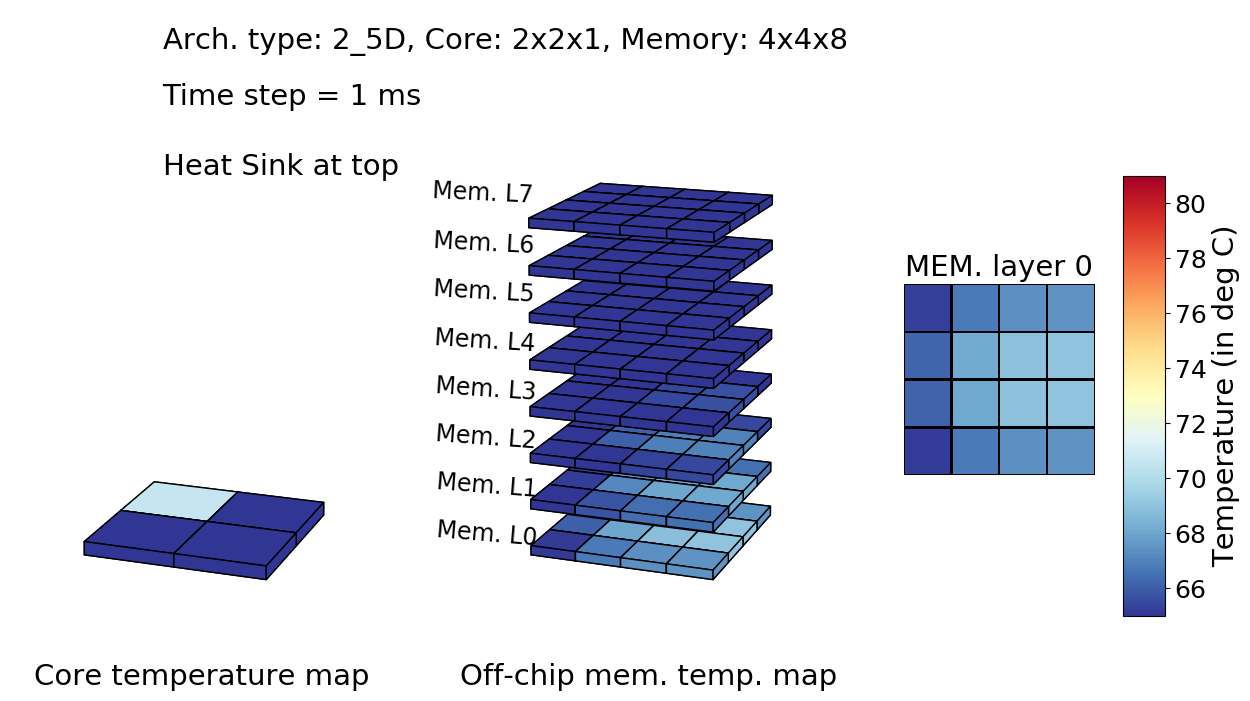 Arch. type: 2_5D, Core: 2x2x1, Memory: 4x4x8
Time step = 1 ms
Heat Sink at top
Mem. L7
Mem. L6
Mem. L5
Mem. L4
Mem. L3
Mem. L2
Mem. L1
Mem. L0
MEM. layer 0
80
78
76
74
72
70
68
66
Temperature (in deg C)
Core temperature map
Off-chip mem. temp. map